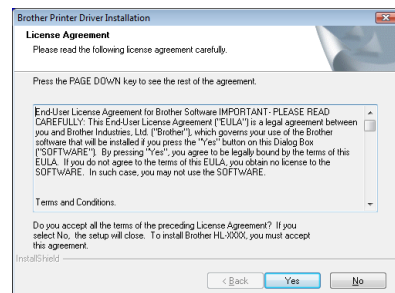 Brother Printer Driver Installation
License Agreement
Please read the following license agreement carefully.
Press the PAGE DOWN key to see the rest of the agreement.
End-User License Agreement for Brother Software IMPORTANT- PLEASE READ
CAREFULLY: This End-User License Agreement ("EULA") is a legal agreement between
you and Brother Industries, Ltd. ("Brother"), which governs your use of the Brother
software that will be installed if you press the "Yes" button on this Dialog Box
("SOFTWARE"). By pressing "Yes", you agree to be legally bound by the terms of this
EULA. If you do not agree to the terms of this EULA, you obtain no license to the
SOFTWARE. In such case, you may not use the SOFTWARE.
Terms and Conditions.
Do you accept all the terms of the preceding License Agreement? If you
select No, the setup will close. To install Brother HL-XXXX, you must accept
this agreement.
InstallShield
< Back Yes No